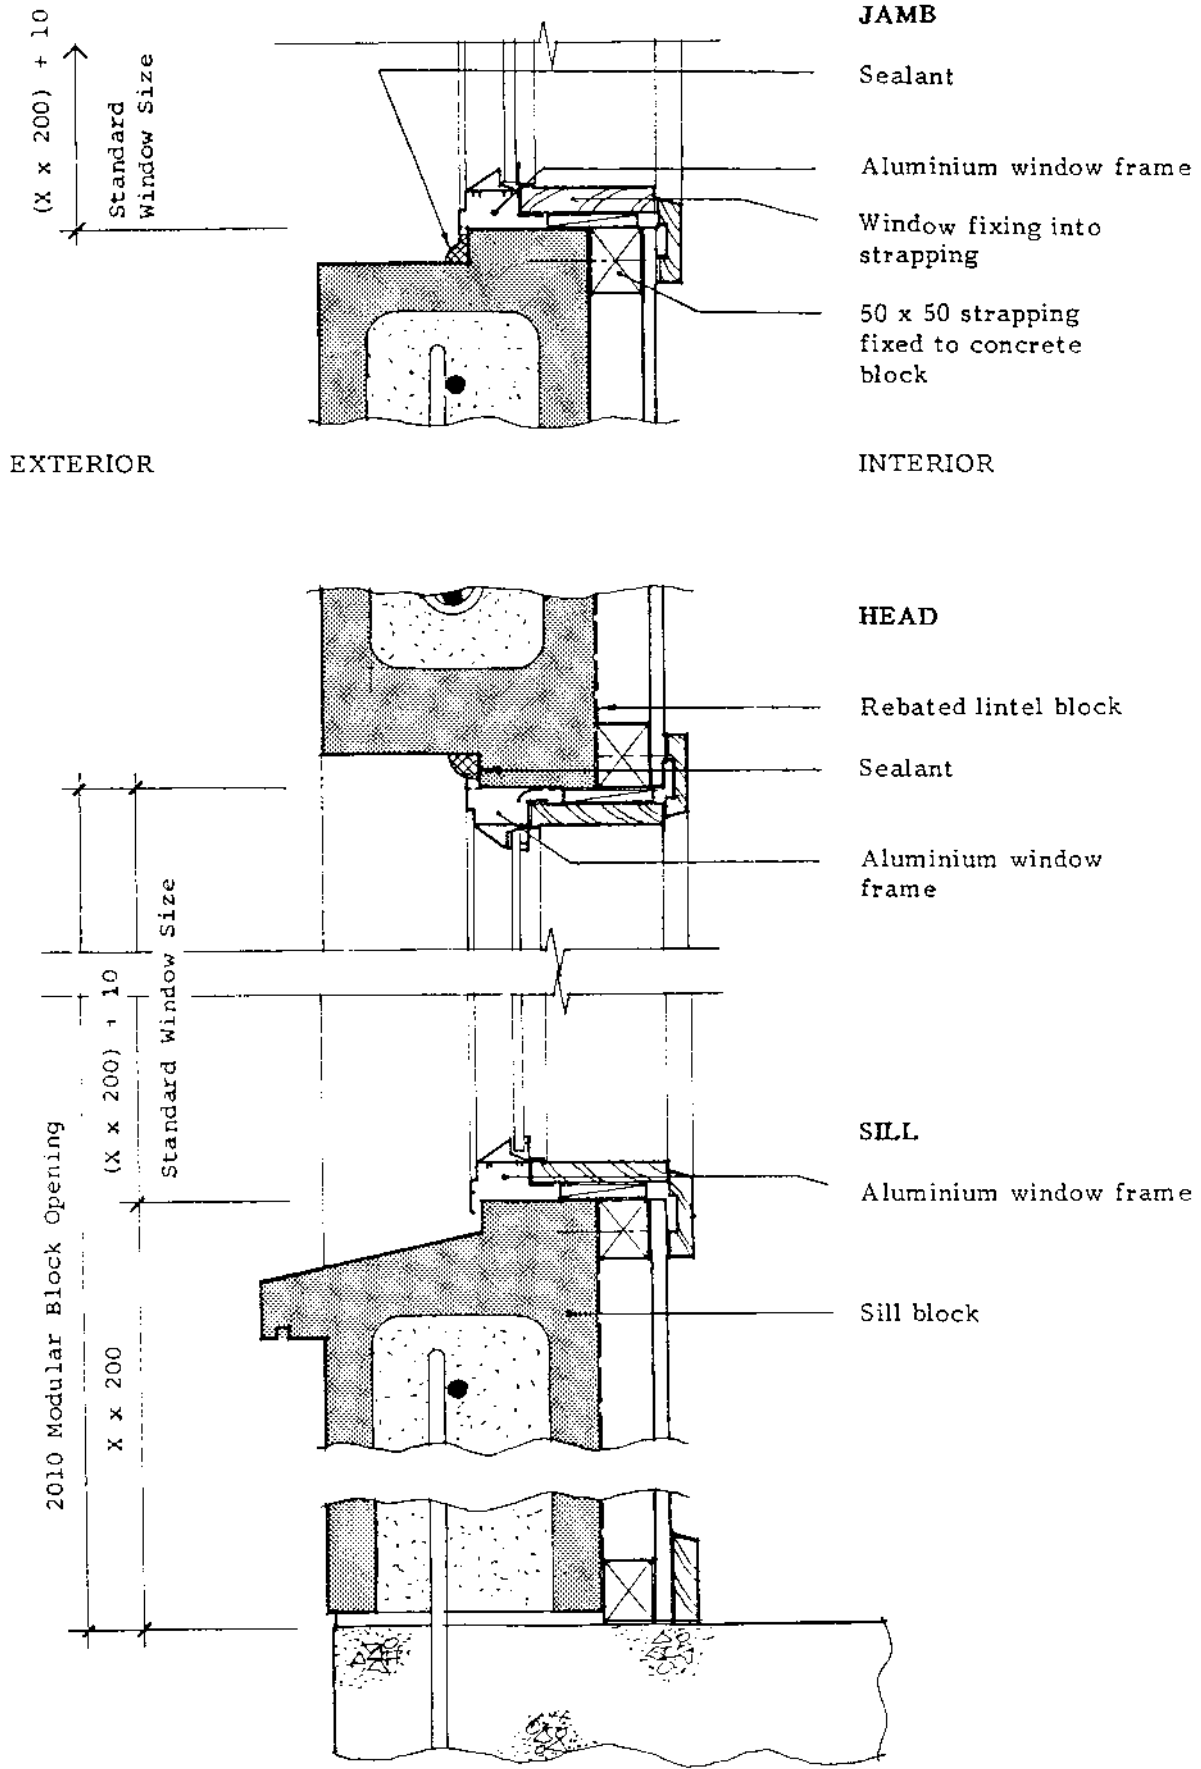 JAMB
(X x 200) + 10
Standard
Window Size
Sealant
Aluminium window frame
Window fixing into
strapping
50 x 50 strapping
fixed to concrete
block
EXTERIOR
INTERIOR
HEAD
Rebated lintel block
Sealant
Aluminium window
frame
2010 Modular Block Opening
(X x 200) + 10
Standard Window Size
X x 200
SILL
Aluminium window frame
Sill block